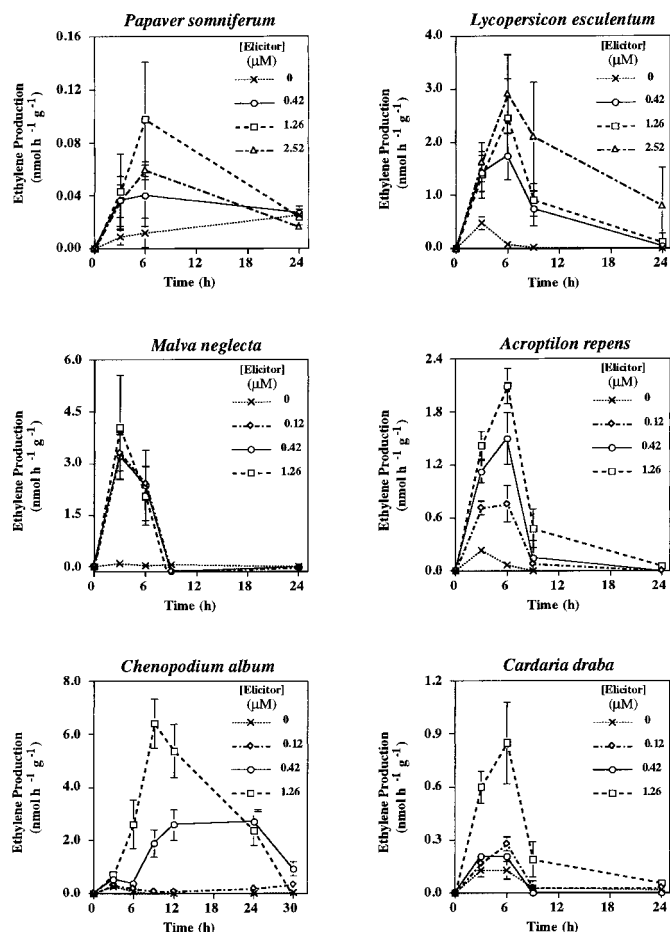 Papaver somniferum
Ethylene Production
(nmol h -1 g-1)
0.16
0.12
0.08
0.04
0.00
0 6 12 18 24
Time (h)
[Elicitor]
(µM)
0
0.42
1.26
2.52
Lycopersicon esculentum
Ethylene Production
(nmol h -1 g-1)
4.0
3.0
2.0
1.0
0.0
0 6 12 18 24
Time (h)
[Elicitor]
(µM)
0
0.42
1.26
2.52
Malva neglecta
Ethylene Production
(nmol h -1 g-1)
6.0
4.5
3.0
1.5
0.0
0 6 12 18 24
Time (h)
[Elicitor]
(µM)
0
0.12
0.42
1.26
Acroptilon repens
Ethylene Production
(nmol h -1 g-1)
2.4
1.8
1.2
0.6
0.0
0 6 12 18 24
Time (h)
[Elicitor]
(µM)
0
0.12
0.42
1.26
Chenopodium album
Ethylene Production
(nmol h -1 g-1)
8.0
6.0
4.0
2.0
0.0
0 6 12 18 24 30
Time (h)
[Elicitor]
(µM)
0
0.12
0.42
1.26
Cardaria draba
Ethylene Production
(nmol h -1 g-1)
1.2
0.9
0.6
0.3
0.0
0 6 12 18 24
Time (h)
[Elicitor]
(µM)
0
0.12
0.42
1.26